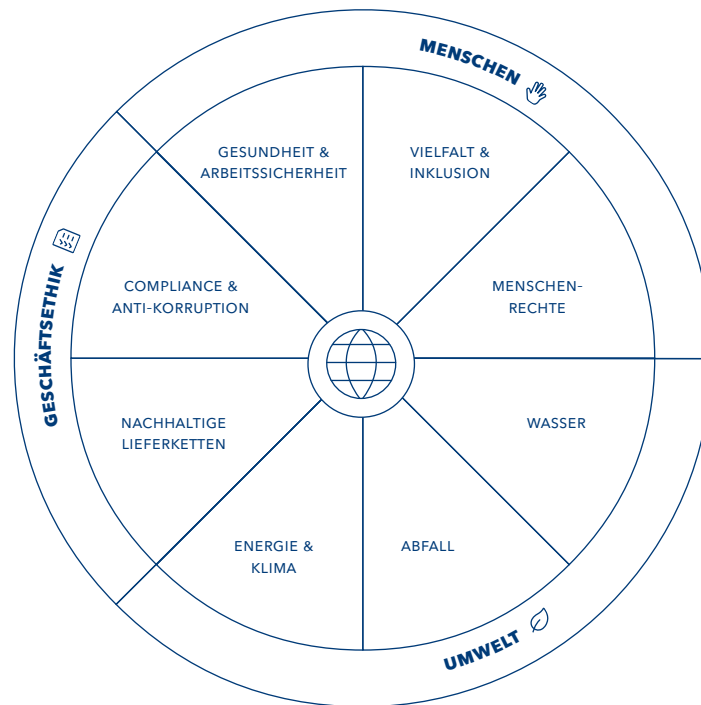 MENSCHEN
GESUNDHEIT &
ARBEITSSICHERHEIT
VIELFALT &
INKLUSION
GESCHÄFTSETHIK
COMPLIANCE &
ANTI-KORRUPTION
MENSCHEN-
RECHTE
NACHHALTIGE
LIEFERKETTEN
WASSER
ENERGIE &
KLIMA
ABFALL
UMWELT